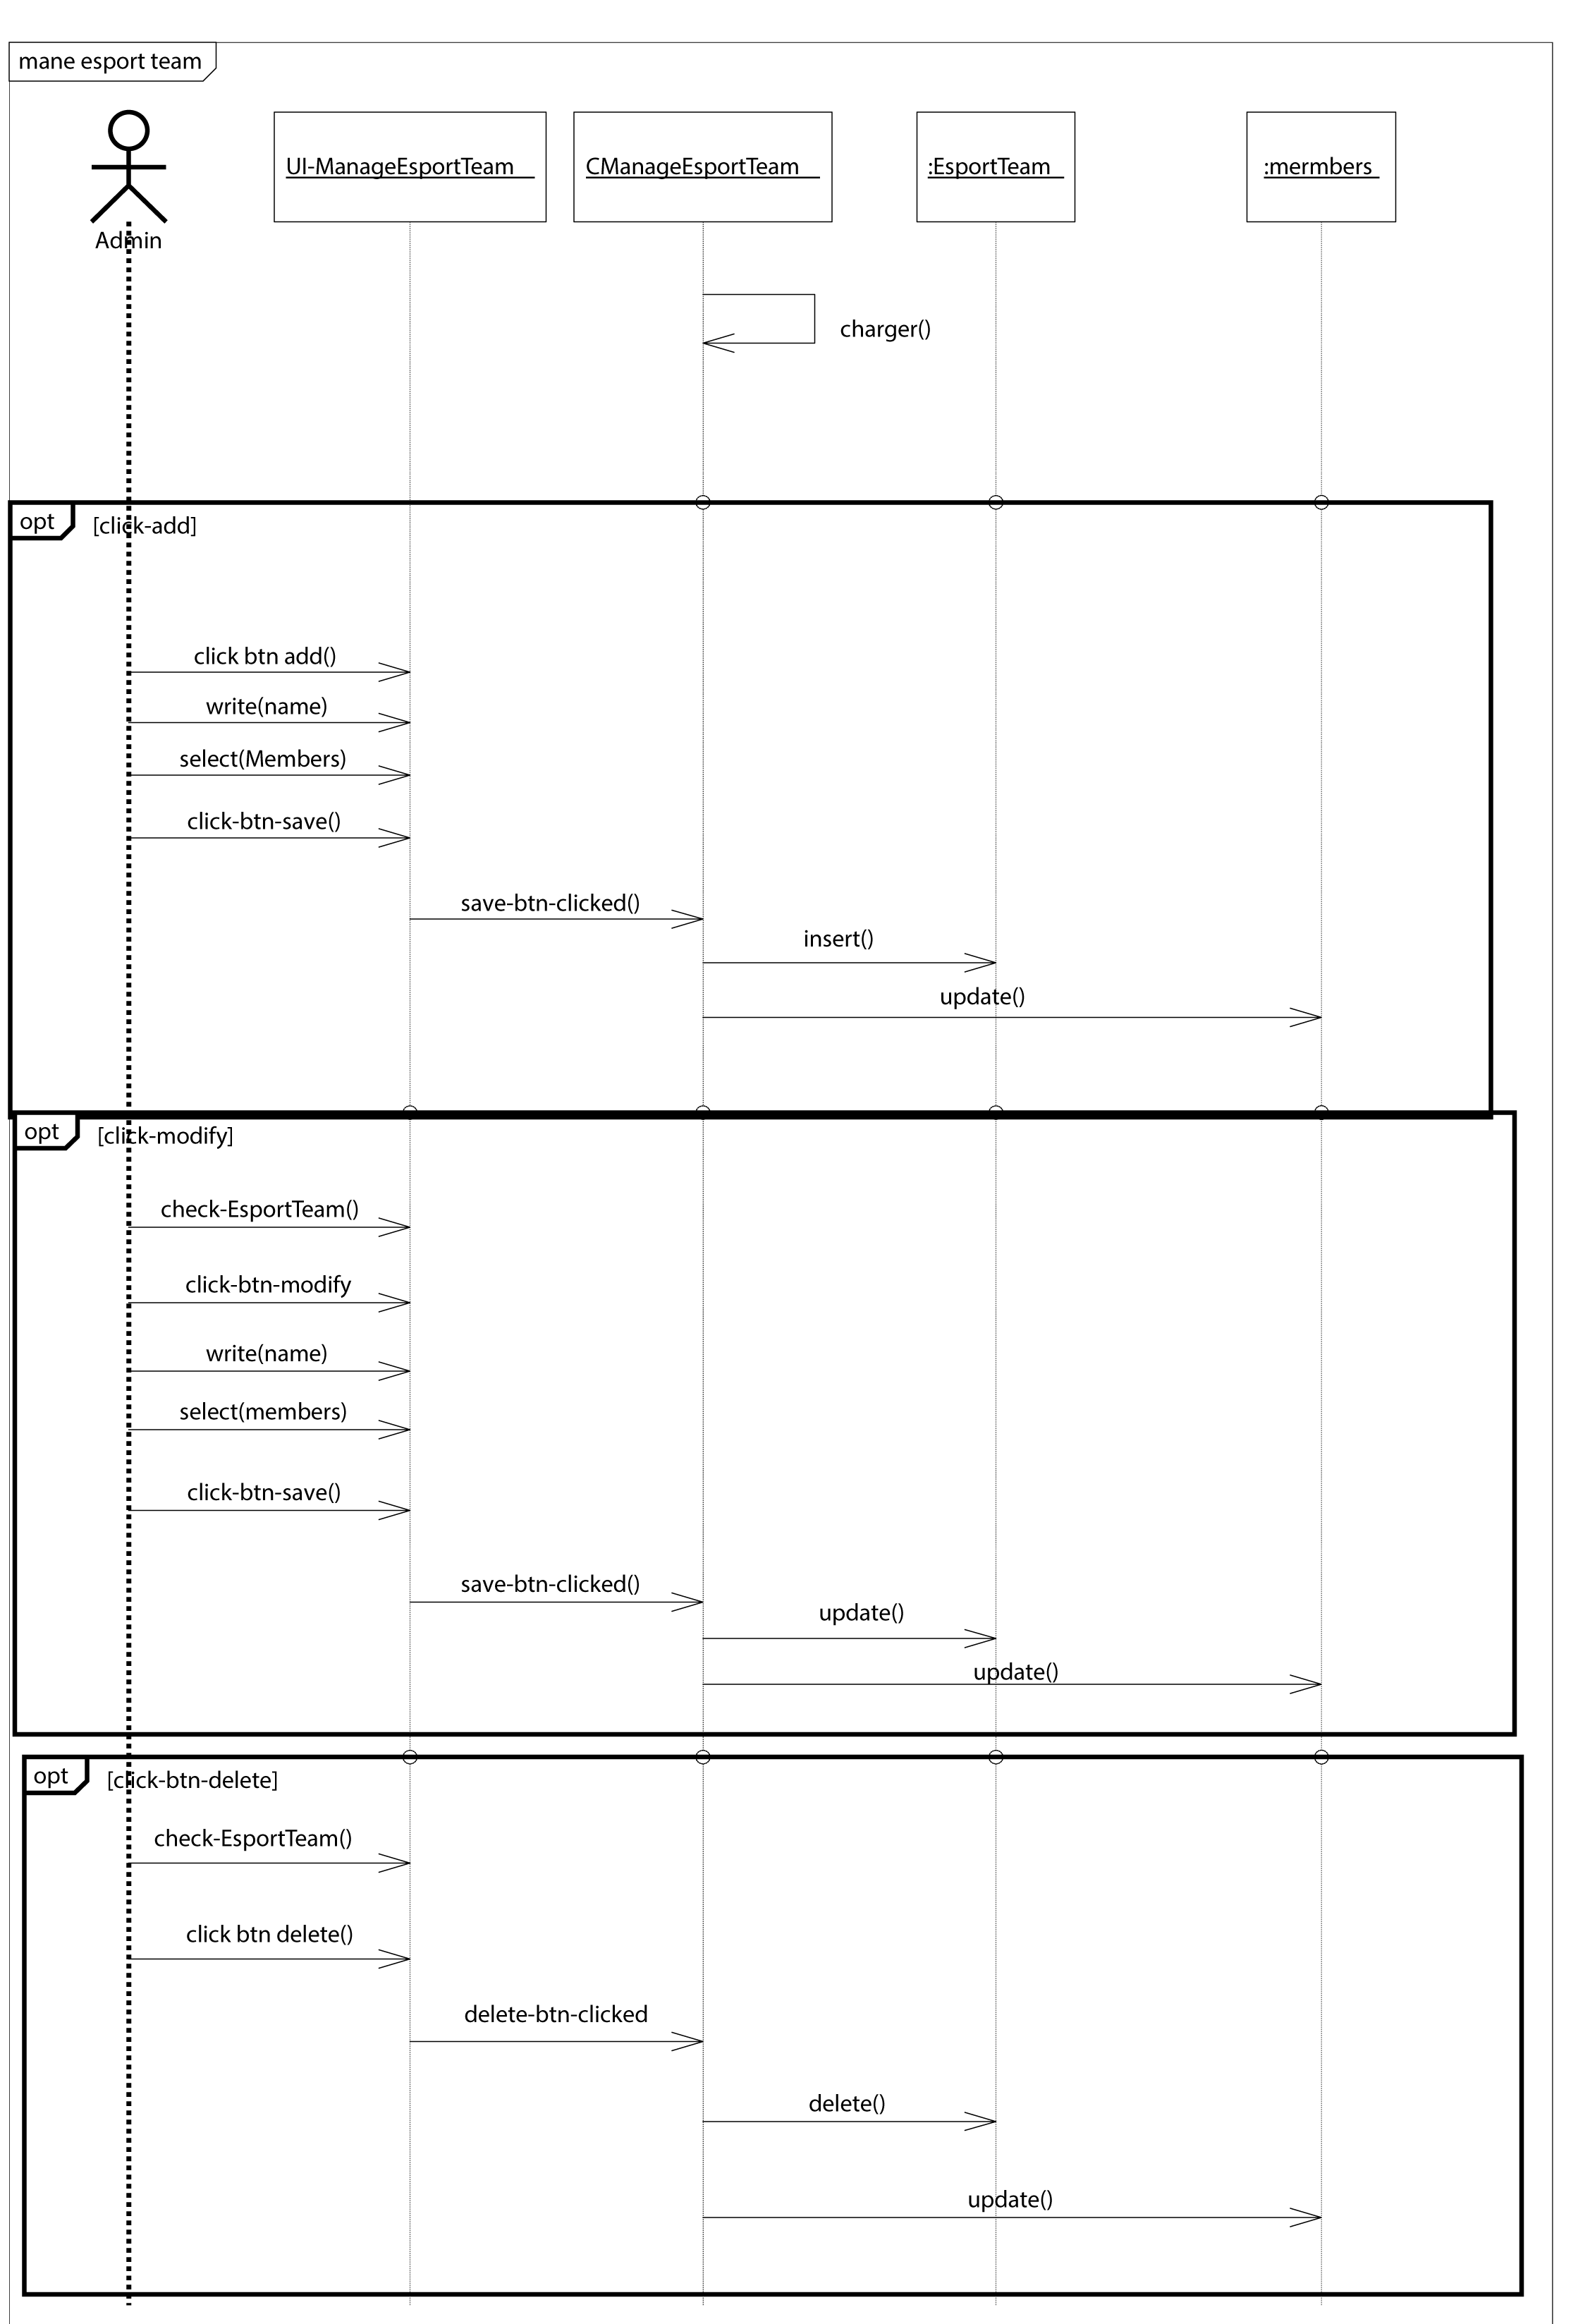 mane esport team
UI-ManageEsportTeam
CManageEsportTeam
:EsportTeam
:mermbers
Admin
charger()
opt
[click-add]
click btn add()
write(name)
select(Members)
click-btn-save()
save-btn-clicked()
insert()
update()
opt
[click-modify]
check-EsportTeam()
click-btn-modify
write(name)
select(members)
click-btn-save()
save-btn-clicked()
update()
update()
opt
[click-btn-delete]
check-EsportTeam()
click btn delete()
delete-btn-clicked
delete()
update()